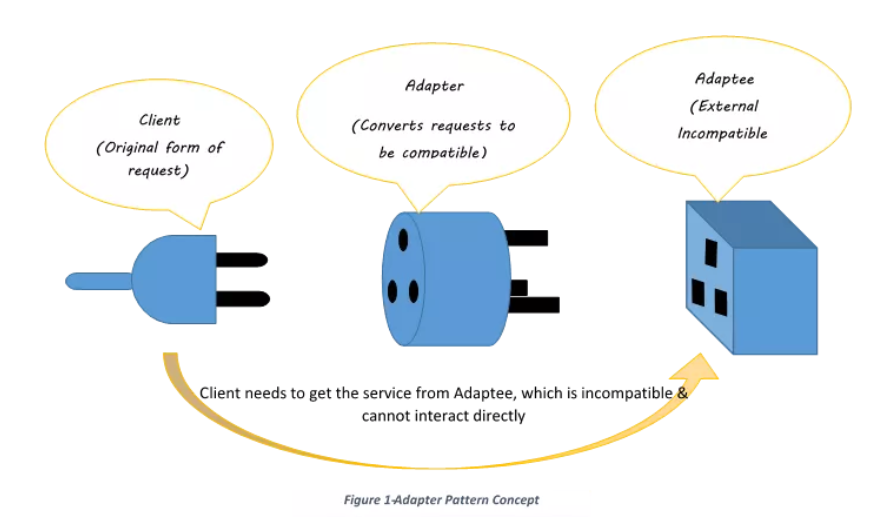 Client
(Original form of
request)
Adapter
(Converts requests to
be compatible)
Adaptee
(External
Incompatible
Client needs to get the service from Adaptee, which is incompatible &
cannot interact directly
Figure 1-Adapter Pattern Concept